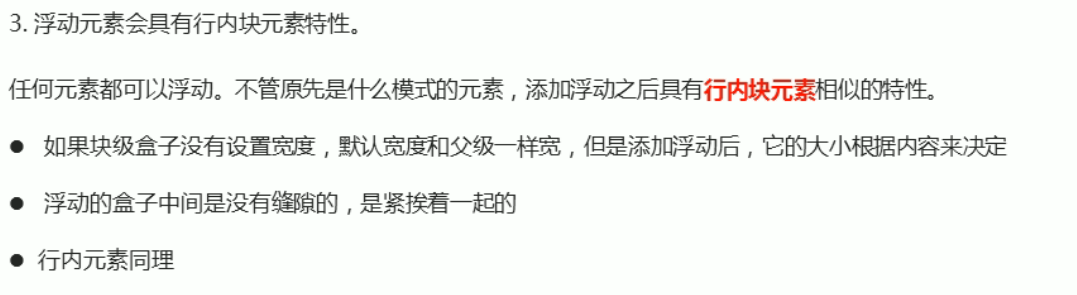 3. 浮动元素会具有行内块元素特性。
任何元素都可以浮动。不管原先是什么模式的元素，添加浮动之后具有行内块元素相似的特性。
● 如果块级盒子没有设置宽度，默认宽度和父级一样宽，但是添加浮动后，它的大小根据内容来决定
● 浮动的盒子中间是没有缝隙的，是紧挨着一起的
● 行内元素同理